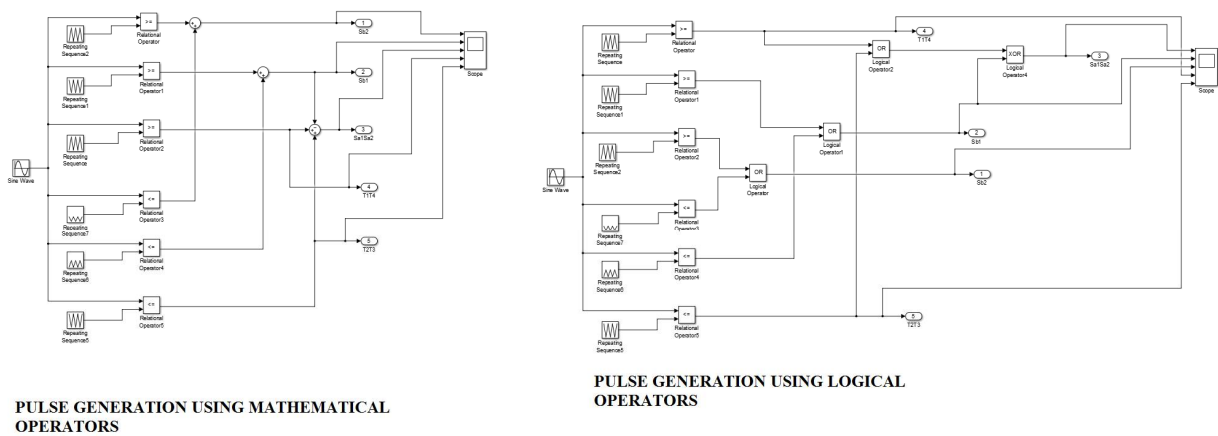 >=
Relational
Operator
Repeating
Sequence2
1
Sb2
>=
Relational
Operator1
Repeating
Sequence1
2
Sb1
Scope
>=
Relational
Operator2
Repeating
Sequence
3
Sa1Sa2
Sine Wave
4
T1T4
<=
Relational
Operator3
Repeating
Sequence7
<=
Relational
Operator4
Repeating
Sequence6
5
T2T3
<=
Relational
Operator5
Repeating
Sequence5
PULSE GENERATION USING MATHEMATICAL
OPERATORS
>=
Relational
Operator
Repeating
Sequence
4
T1T4
OR
Logical
Operator2
XOR
Logical
Operator4
3
Sa1Sa2
Scope
>=
Relational
Operator1
Repeating
Sequence1
OR
Logical
Operator1
2
Sb1
>=
Relational
Operator2
Repeating
Sequence2
OR
Logical
Operator
1
Sb2
Sine Wave
<=
Relational
Operator3
Repeating
Sequence7
<=
Relational
Operator4
Repeating
Sequence6
<=
Relational
Operator5
Repeating
Sequence5
5
T2T3
PULSE GENERATION USING LOGICAL
OPERATORS